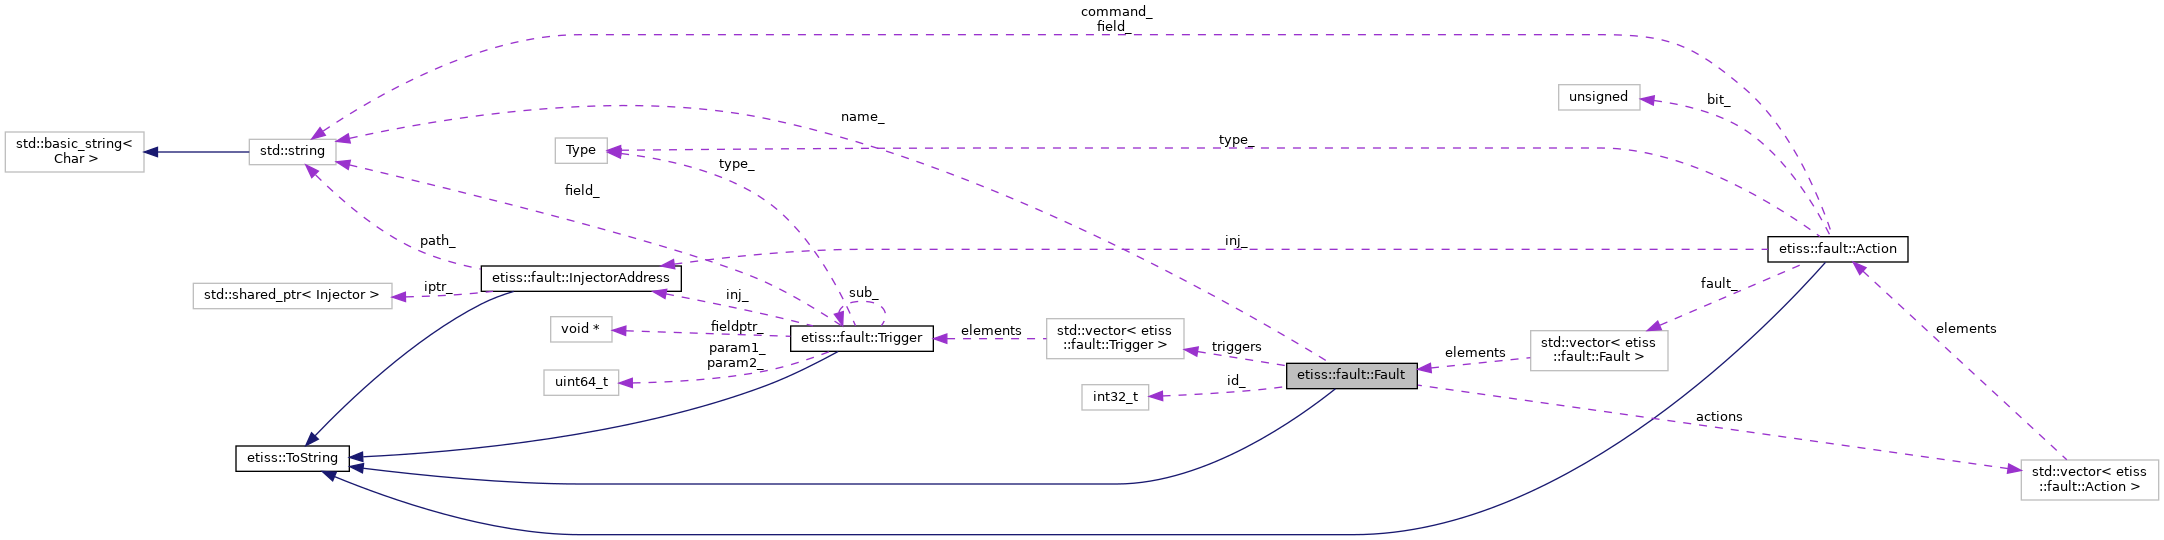 command_
field_
unsigned
bit_
name_
std::basic_string<
Char >
std::string
Type
type_
type_
field_
path_
inj_
etiss::fault::Action
etiss::fault::InjectorAddress
iptr_
std::shared_ptr< Injector >
inj_
sub_
fault_
void *
fieldptr_
etiss::fault::Trigger
elements
std::vector< etiss
::fault::Trigger >
triggers
elements
std::vector< etiss
::fault::Fault >
elements
param1_
param2_
uint64_t
id_
int32_t
etiss::fault::Fault
actions
etiss::ToString
std::vector< etiss
::fault::Action >